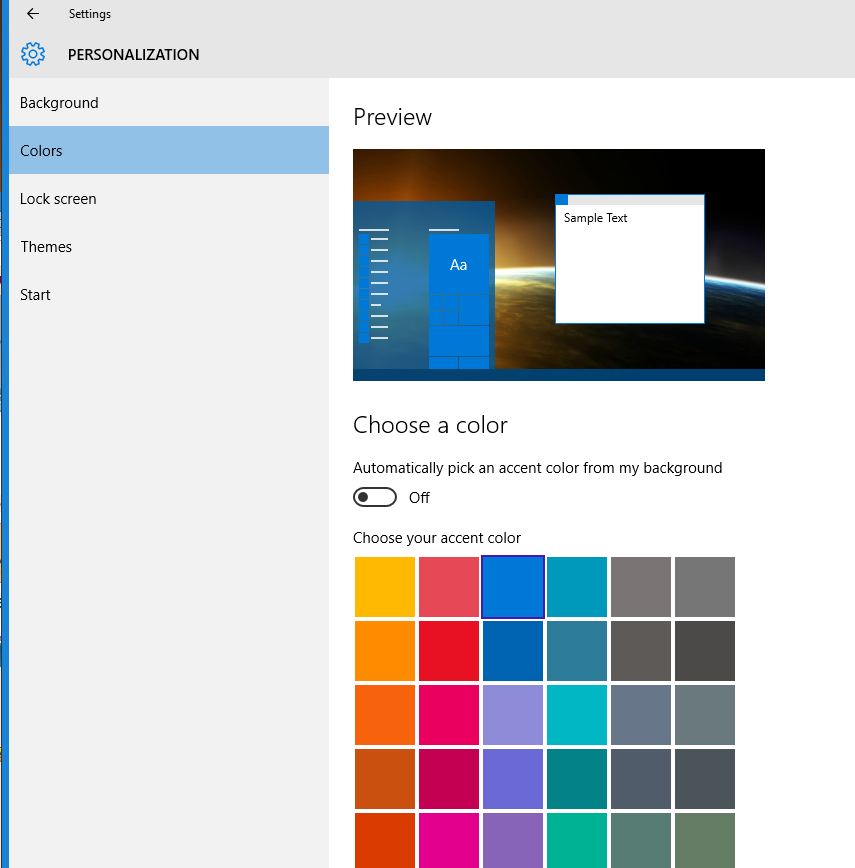 Settings
PERSONALIZATION
Background
Colors
Lock screen
Themes
Start
Preview
Aa
Sample Text
Choose a color
Automatically pick an accent color from my background
Off
Choose your accent color